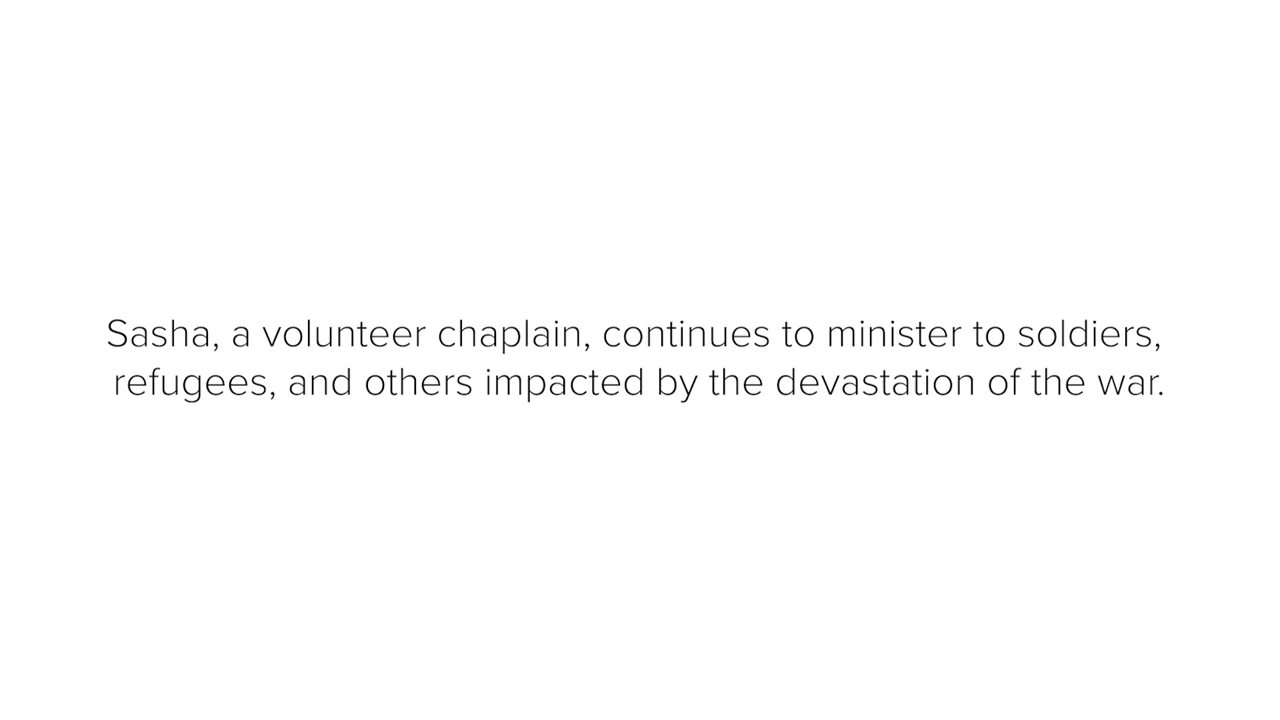 Sasha, a volunteer chaplain, continues to minister to soldiers,
refugees, and others impacted by the devastation of the war.